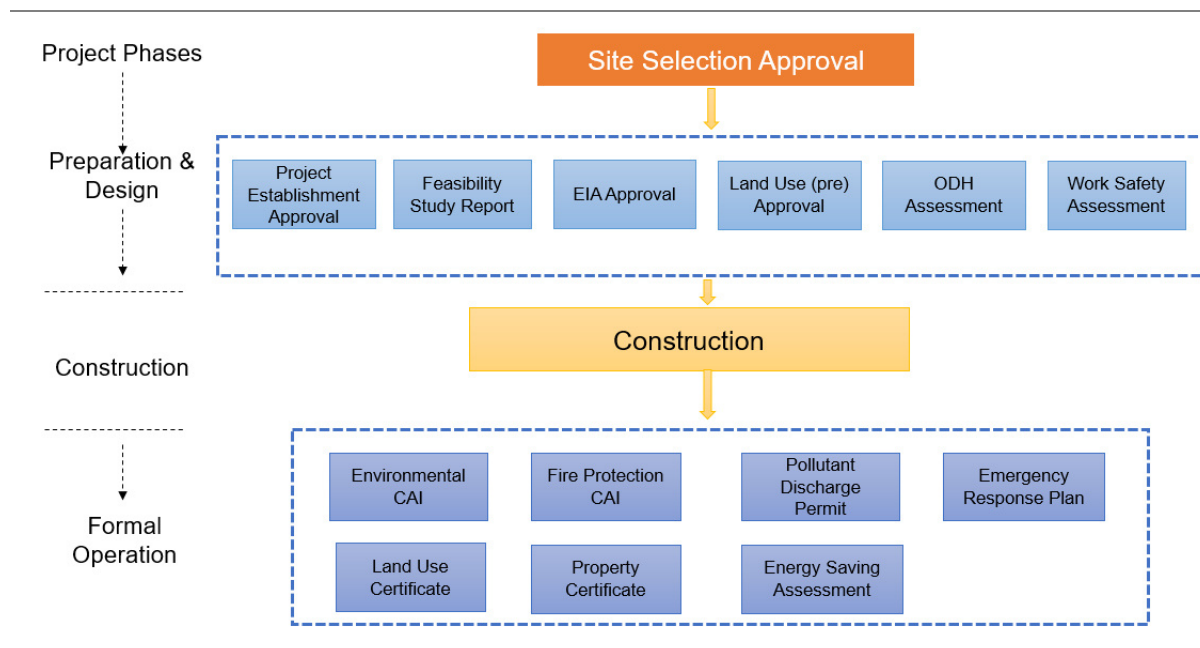 Project Phases
Site Selection Approval
Preparation &
Design
Project
Establishment
Approval
Feasibility
Study Report
EIA Approval
Land Use (pre)
Approval
ODH
Assessment
Work Safety
Assessment
Construction
Construction
Formal
Operation
Environmental
CAI
Fire Protection
CAI
Pollutant
Discharge
Permit
Emergency
Response Plan
Land Use
Certificate
Property
Certificate
Energy Saving
Assessment